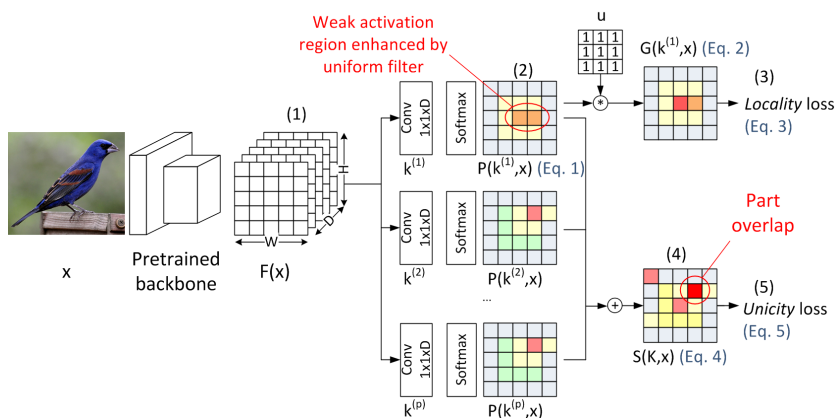 Weak activation
region enhanced by
uniform filter
u
1 1 1
1 1 1
1 1 1
G(k(1),x) (Eq. 2)
(1)
(2)
(3)
Conv
1x1xD
Softmax
*
Locality loss
(Eq. 3)
H
D
W
k(1)
P(k(1),x) (Eq. 1)
x
Pretrained
backbone
F(x)
Conv
1x1xD
Softmax
k(2)
P(k(2),x)
...
Part
overlap
(4)
(5)
+
Unicity loss
(Eq. 5)
S(K,x) (Eq. 4)
Conv
1x1xD
Softmax
k(p)
P(k(p),x)